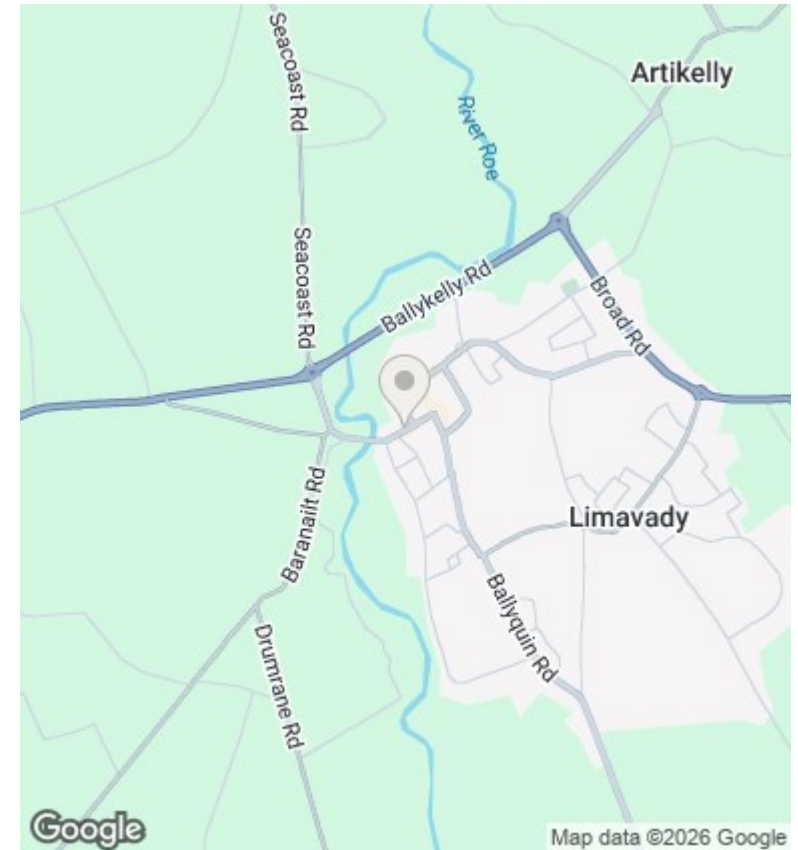 Seacoast Rd
Artikelly
River Roe
Seacoast Rd
Ballykelly Rd
Broad Rd
Limavady
Baranailt Rd
Ballyquin Rd
Drumrane Rd
Google
Map data ©2026 Google